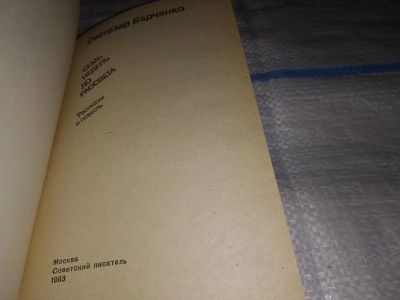 Светозар Барченко
СЕМЬ
НЕДЕЛЬ
ДО
РАССВЕТА
Рассказы
и повесть
Москва
Советский писатель
1983